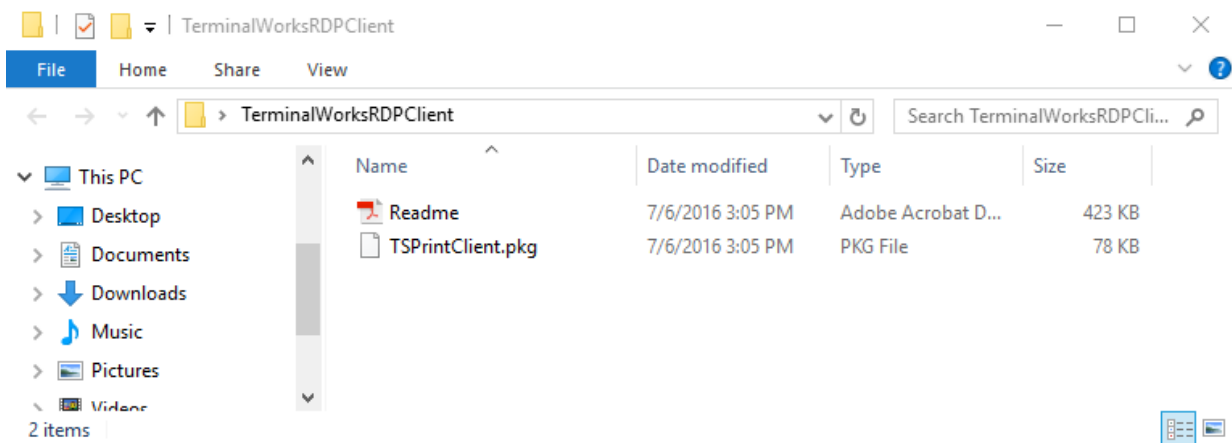 TerminalWorksRDPClient
File Home Share View
TerminalWorksRDPClient Search TerminalWorksRDPCli...
Name Date modified Type Size
This PC
Readme 7/6/2016 3:05 PM Adobe Acrobat D... 423 KB
Desktop
TSPrintClient.pkg 7/6/2016 3:05 PM PKG File 78 KB
Documents
Downloads
Music
Pictures
Videos
2 items